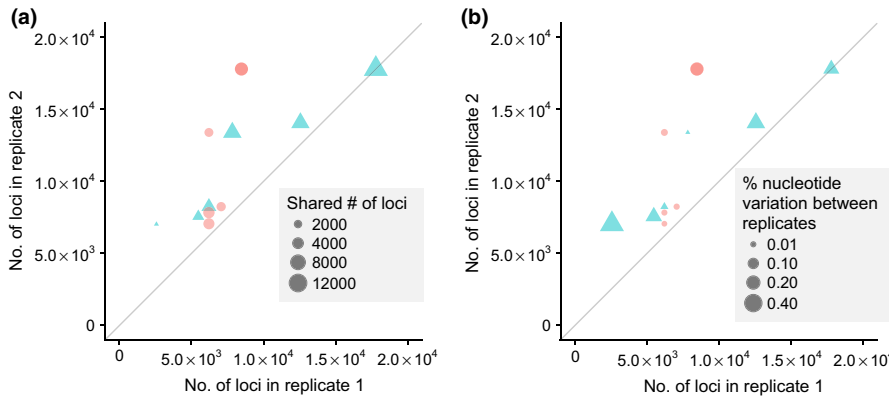 (a)
No. of loci in replicate 2
2.0×10⁴
1.5×10⁴
1.0×10⁴
5.0×10³
0
0
5.0×10³
1.0×10⁴
1.5×10⁴
2.0×10⁴
No. of loci in replicate 1
Shared # of loci
2000
4000
8000
12000
(b)
No. of loci in replicate 2
2.0×10⁴
1.5×10⁴
1.0×10⁴
5.0×10³
0
0
5.0×10³
1.0×10⁴
1.5×10⁴
2.0×10
No. of loci in replicate 1
% nucleotide
variation between
replicates
0.01
0.10
0.20
0.40